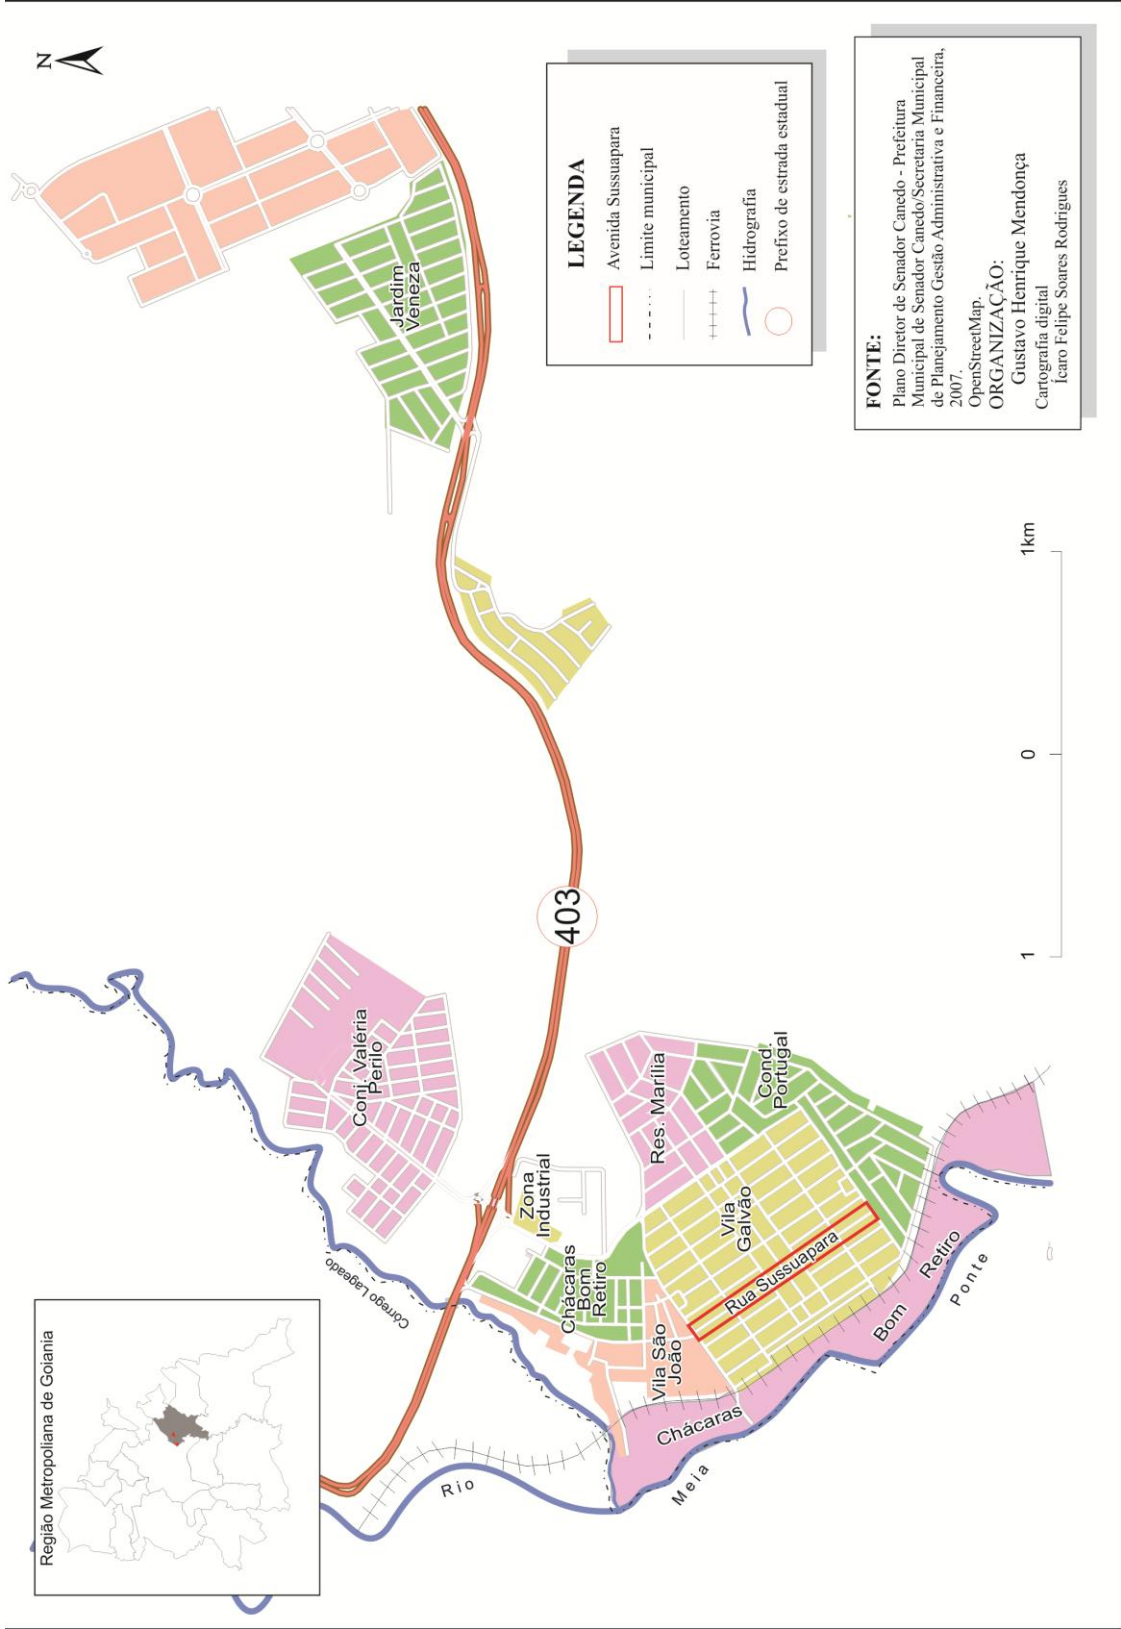 N
Região Metropoliana de Goiania
Jardim
Veneza
Conj. Valéria
Perilo
Córrego Lageado
403
Zona
Industrial
Chácaras
Bom
Retiro
Res. Marília
Cond.
Portugal
Vila
Galvão
Rua Sussuapara
Vila São
João
Chácaras
Bom
Retiro
Rio
Meia
Ponte
LEGENDA
Avenida Sussuapara
Limite municipal
Loteamento
Ferrovia
Hidrografia
Prefixo de estrada estadual
1
0
1km
FONTE:
Plano Diretor de Senador Canedo - Prefeitura
Municipal de Senador Canedo/Secretaria Municipal
de Planejamento Gestão Administrativa e Financeira,
2007.
OpenStreetMap.
ORGANIZAÇÃO:
Gustavo Henrique Mendonça
Cartografia digital
Ícaro Felipe Soares Rodrigues